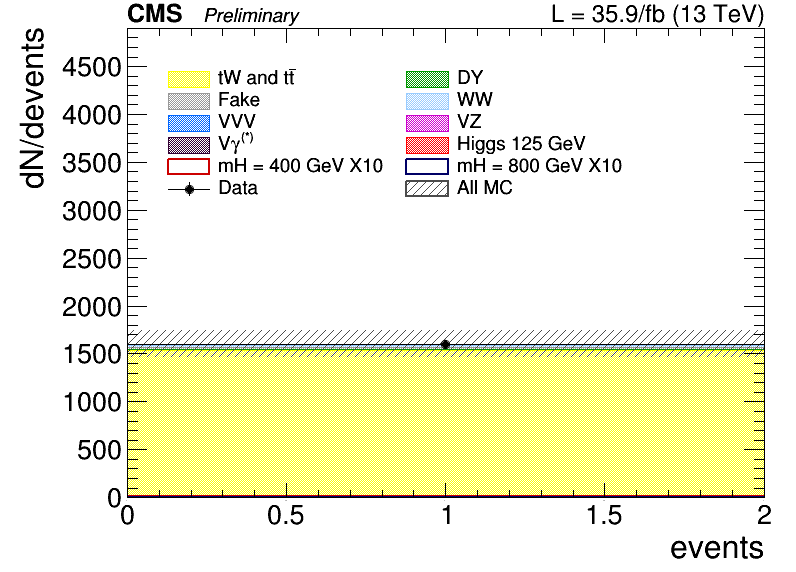 CMS Preliminary L = 35.9/fb (13 TeV)
dN/devents
4500
4000
3500
3000
2500
2000
1500
1000
500
0
tW and tt̄ DY
Fake WW
VVV VZ
Vγ(*) Higgs 125 GeV
mH = 400 GeV X10 mH = 800 GeV X10
Data All MC
0 0.5 1 1.5 2
events